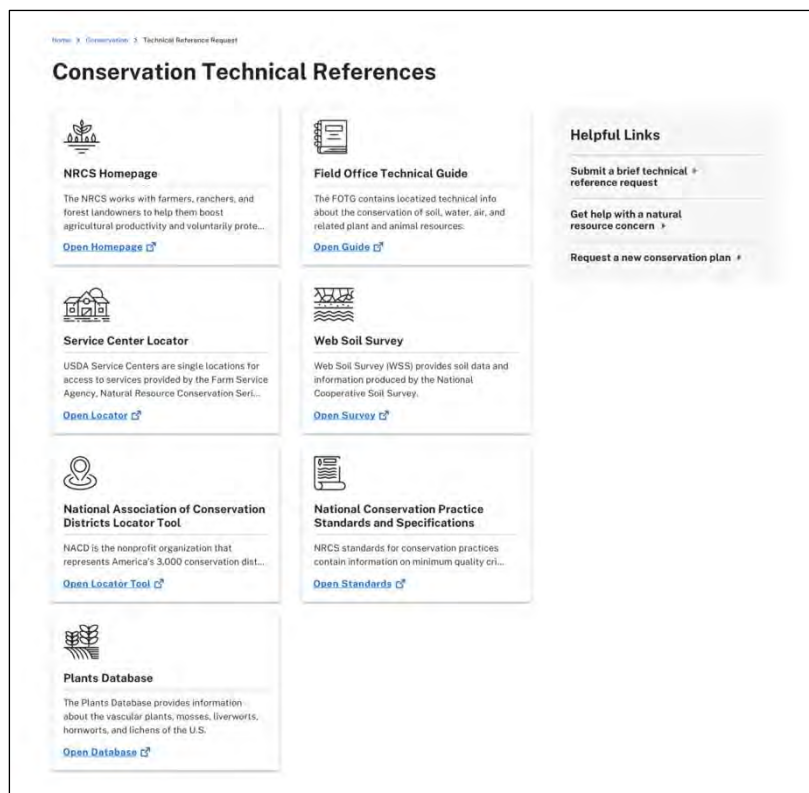 Home > Conservation > Technical Reference Request
Conservation Technical References
NRCS Homepage
The NRCS works with farmers, ranchers, and
forest landowners to help them boost
agricultural productivity and voluntarily prote...
Open Homepage
Field Office Technical Guide
The FOTG contains locatized technical info
about the conservation of soil, water, air, and
related plant and animal resources.
Open Guide
Service Center Locator
USDA Service Centers are single locations for
access to services provided by the Farm Service
Agency, Natural Resource Conservation Seri...
Open Locator
Web Soil Survey
Web Soil Survey (WSS) provides soil data and
information produced by the National
Cooperative Soil Survey.
Open Survey
National Association of Conservation
Districts Locator Tool
NACD is the nonprofit organization that
represents America's 3,000 conservation dist...
Open Locator Tool
National Conservation Practice
Standards and Specifications
NRCS standards for conservation practices
contain information on minimum quality cri...
Open Standards
Plants Database
The Plants Database provides information
about the vascular plants, mosses, liverworts,
hornworts, and lichens of the U.S.
Open Database
Helpful Links
Submit a brief technical
reference request
Get help with a natural
resource concern
Request a new conservation plan